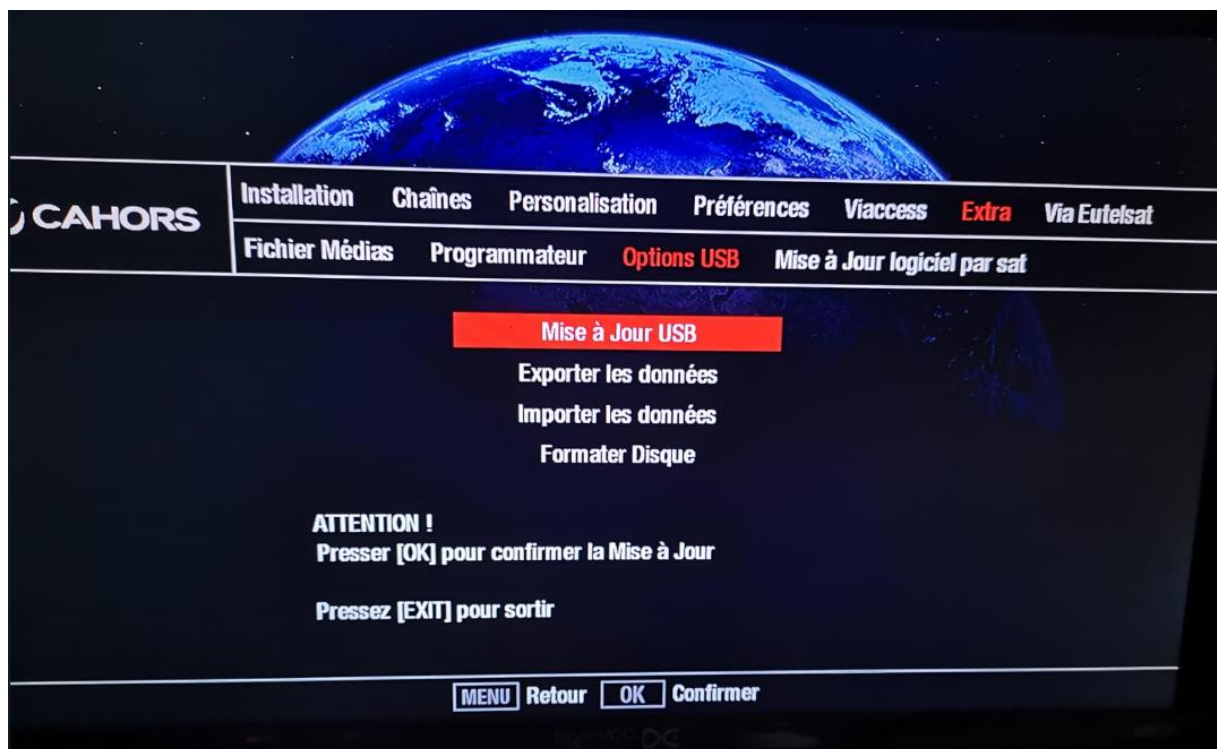 CAHORS
Installation Chaînes Personalisation Préférences Viaccess Extra Via Eutelsat
Fichier Médias Programmateur Options USB Mise à Jour logiciel par sat
Mise à Jour USB
Exporter les données
Importer les données
Formater Disque
ATTENTION !
Presser [OK] pour confirmer la Mise à Jour
Pressez [EXIT] pour sortir
MENU Retour OK Confirmer